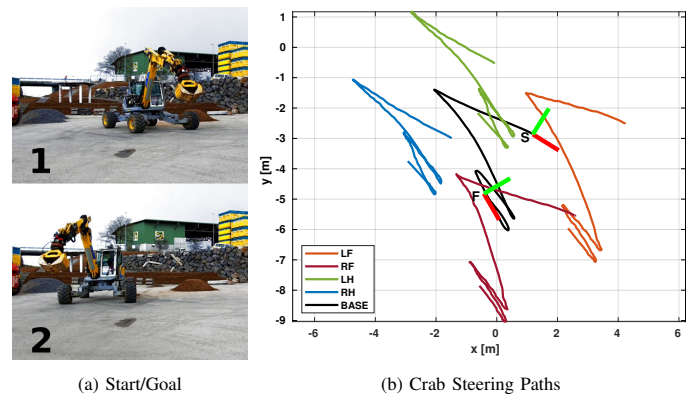 1
2
y [m]
1
0
-1
-2
-3
-4
-5
-6
-7
-8
-9
S
F
LF
RF
LH
RH
BASE
-6 -4 -2 0 2 4 6
x [m]
(a) Start/Goal
(b) Crab Steering Paths